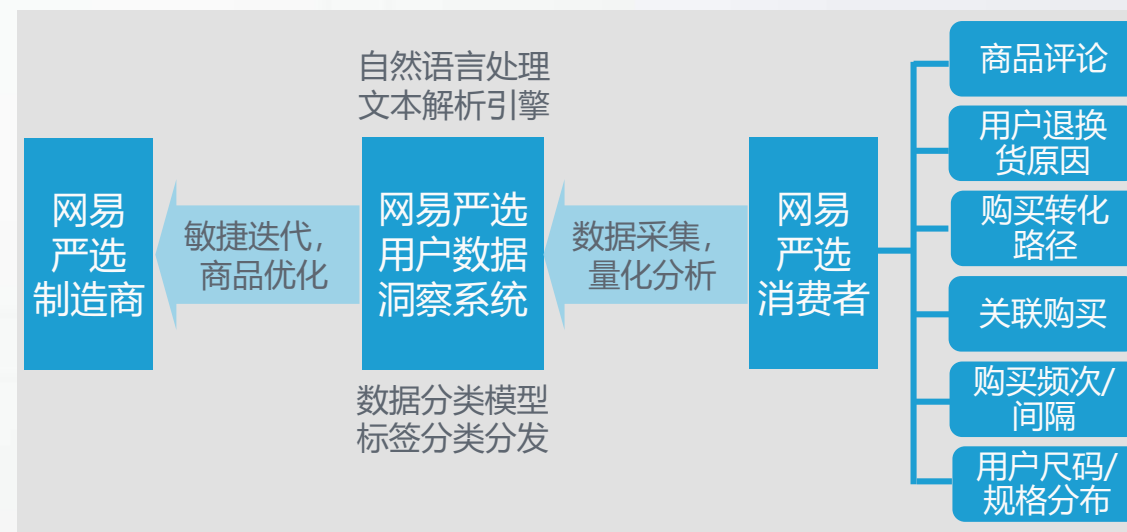 网易
严选
制造商
敏捷迭代，
商品优化
自然语言处理
文本解析引擎
网易严选
用户数据
洞察系统
数据分类模型
标签分类分发
数据采集，
量化分析
网易
严选
消费者
商品评论
用户退换
货原因
购买转化
路径
关联购买
购买频次/
间隔
用户尺码/
规格分布